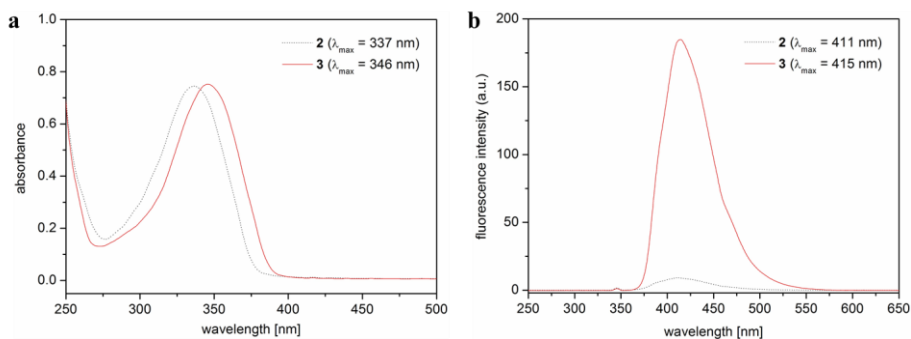 a
1.0
0.8
0.6
0.4
0.2
0.0
absorbance
2 (λmax = 337 nm)
3 (λmax = 346 nm)
250 300 350 400 450 500
wavelength [nm]
b
200
150
100
50
0
fluorescence intensity (a.u.)
2 (λmax = 411 nm)
3 (λmax = 415 nm)
250 300 350 400 450 500 550 600 650
wavelength [nm]